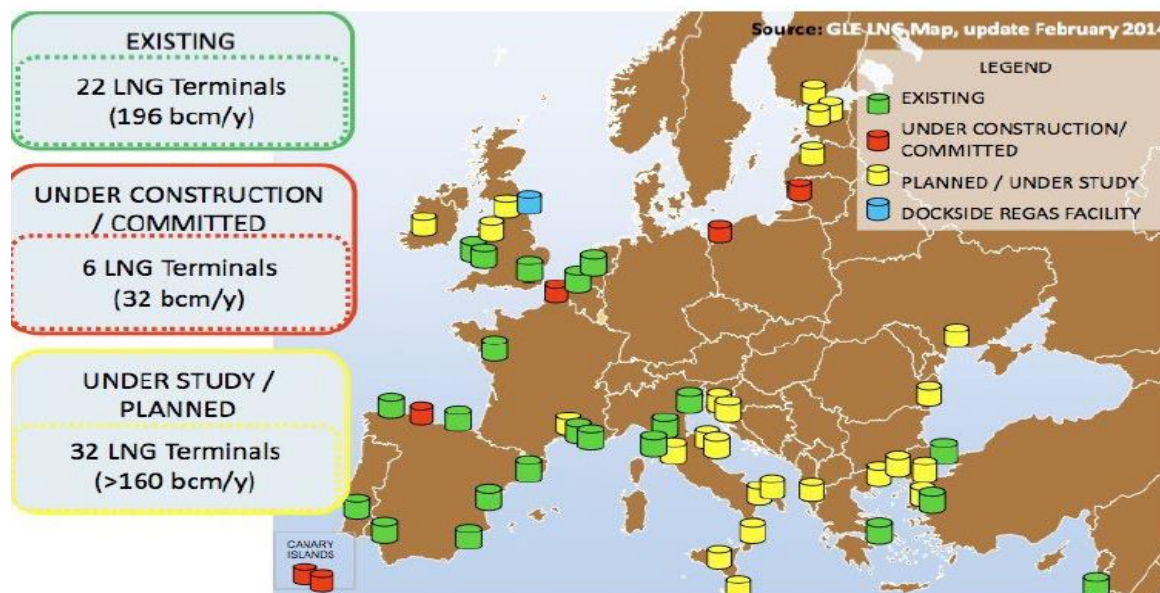 EXISTING
22 LNG Terminals
(196 bcm/y)
UNDER CONSTRUCTION
/ COMMITTED
6 LNG Terminals
(32 bcm/y)
UNDER STUDY /
PLANNED
32 LNG Terminals
(>160 bcm/y)
Source: GLE LNG Map, update February 2014
LEGEND
EXISTING
UNDER CONSTRUCTION/
COMMITTED
PLANNED / UNDER STUDY
DOCKSIDE REGAS FACILITY
CANARY
ISLANDS